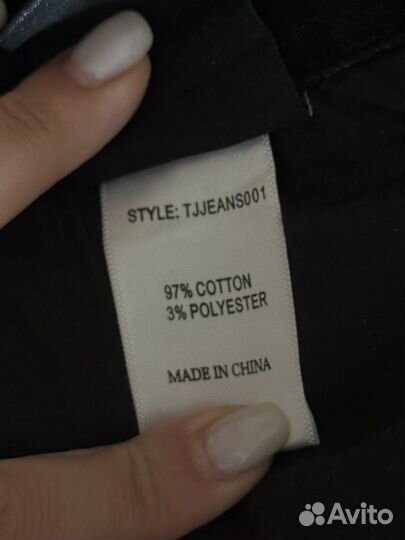 STYLE: TJJEANS001
97% COTTON
3% POLYESTER
MADE IN CHINA
Avito